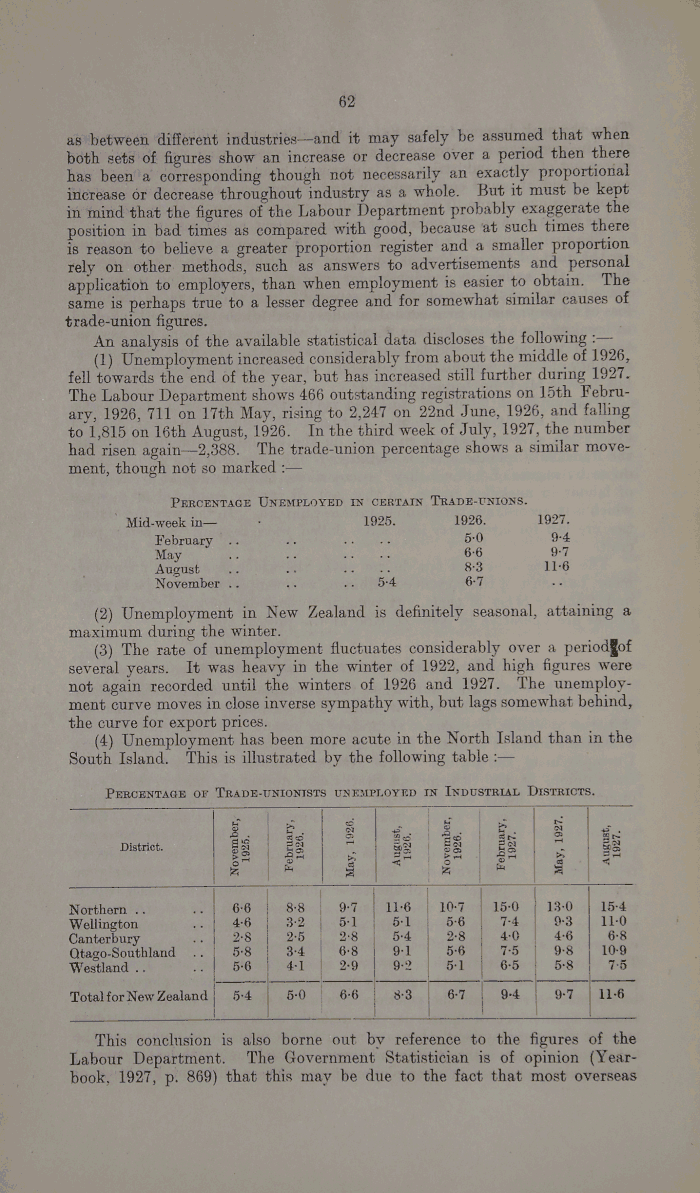 62
as between different industries—and it may safely be assumed that when
both sets of figures show an increase or decrease over a period then there
has been a corresponding though not necessarily an exactly proportional
increase or decrease throughout industry as a whole. But it must be kept
in mind that the figures of the Labour Department probably exaggerate the
position in bad times as compared with good, because at such times there
is reason to believe a greater proportion register and a smaller proportion
rely on other methods, such as answers to advertisements and personal
application to employers, than when employment is easier to obtain. The
same is perhaps true to a lesser degree and for somewhat similar causes of
trade-union figures.
An analysis of the available statistical data discloses the following :—
(1) Unemployment increased considerably from about the middle of 1926,
fell towards the end of the year, but has increased still further during 1927.
The Labour Department shows 466 outstanding registrations on 15th Febru-
ary, 1926, 711 on 17th May, rising to 2,247 on 22nd June, 1926, and falling
to 1,815 on 16th August, 1926. In the third week of July, 1927, the number
had risen again—2,388. The trade-union percentage shows a similar move-
ment, though not so marked :—
PERCENTAGE UNEMPLOYED IN CERTAIN TRADE-UNIONS.
Mid-week in— 1925. 1926. 1927.
February .. .. .. .. 5·0 9·4
May .. .. .. .. 6·6 9·7
August .. .. .. .. 8·3 11·6
November .. .. .. 5·4 6·7 ..
(2) Unemployment in New Zealand is definitely seasonal, attaining a
maximum during the winter.
(3) The rate of unemployment fluctuates considerably over a period of
several years. It was heavy in the winter of 1922, and high figures were
not again recorded until the winters of 1926 and 1927. The unemploy-
ment curve moves in close inverse sympathy with, but lags somewhat behind,
the curve for export prices.
(4) Unemployment has been more acute in the North Island than in the
South Island. This is illustrated by the following table :—
PERCENTAGE OF TRADE-UNIONISTS UNEMPLOYED IN INDUSTRIAL DISTRICTS.
District. November, 1925. February, 1926. May, 1926. August, 1926. November, 1926. February, 1927. May, 1927. August, 1927.
Northern .. .. 6·6 8·8 9·7 11·6 10·7 15·0 13·0 15·4
Wellington .. 4·6 3·2 5·1 5·1 5·6 7·4 9·3 11·0
Canterbury .. 2·8 2·5 2·8 5·4 2·8 4·0 4·6 6·8
Otago-Southland .. 5·8 3·4 6·8 9·1 5·6 7·5 9·8 10·9
Westland .. .. 5·6 4·1 2·9 9·2 5·1 6·5 5·8 7·5
Total for New Zealand 5·4 5·0 6·6 8·3 6·7 9·4 9·7 11·6
This conclusion is also borne out by reference to the figures of the
Labour Department. The Government Statistician is of opinion (Year-
book, 1927, p. 869) that this may be due to the fact that most overseas